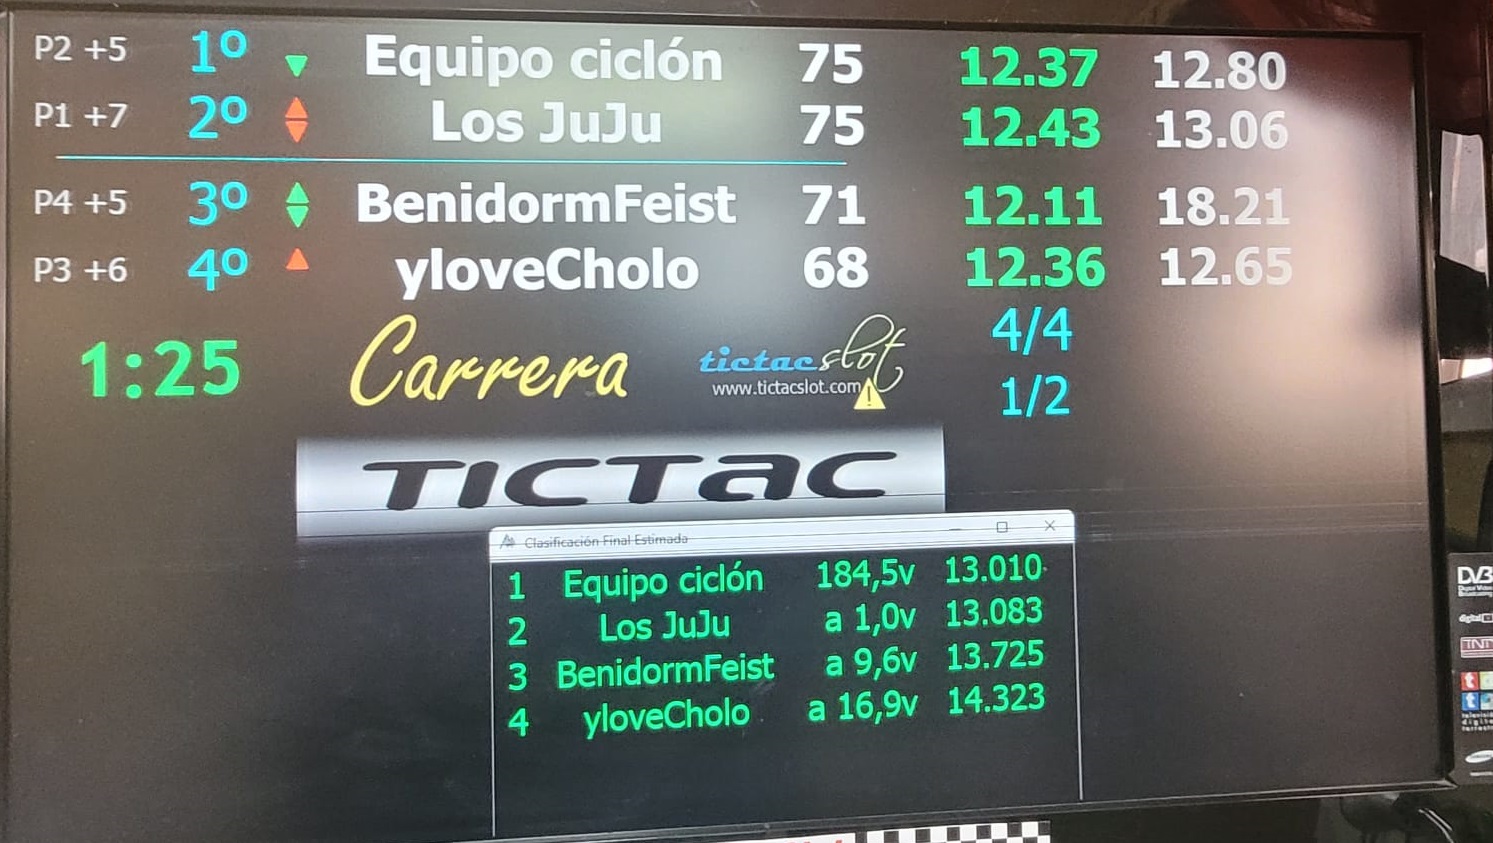 P2 +5 1º Equipo ciclón 75 12.37 12.80
P1 +7 2º Los JuJu 75 12.43 13.06
P4 +5 3º BenidormFeist 71 12.11 18.21
P3 +6 4º yloveCholo 68 12.36 12.65
1:25 Carrera tictacslot 4/4
www.tictacslot.com 1/2
TICTAC
Clasificación Final Estimada
1 Equipo ciclón 184,5v 13.010
2 Los JuJu a 1,0v 13.083
3 BenidormFeist a 9,6v 13.725
4 yloveCholo a 16,9v 14.323
DVB
digital
TNT
SAMSUNG